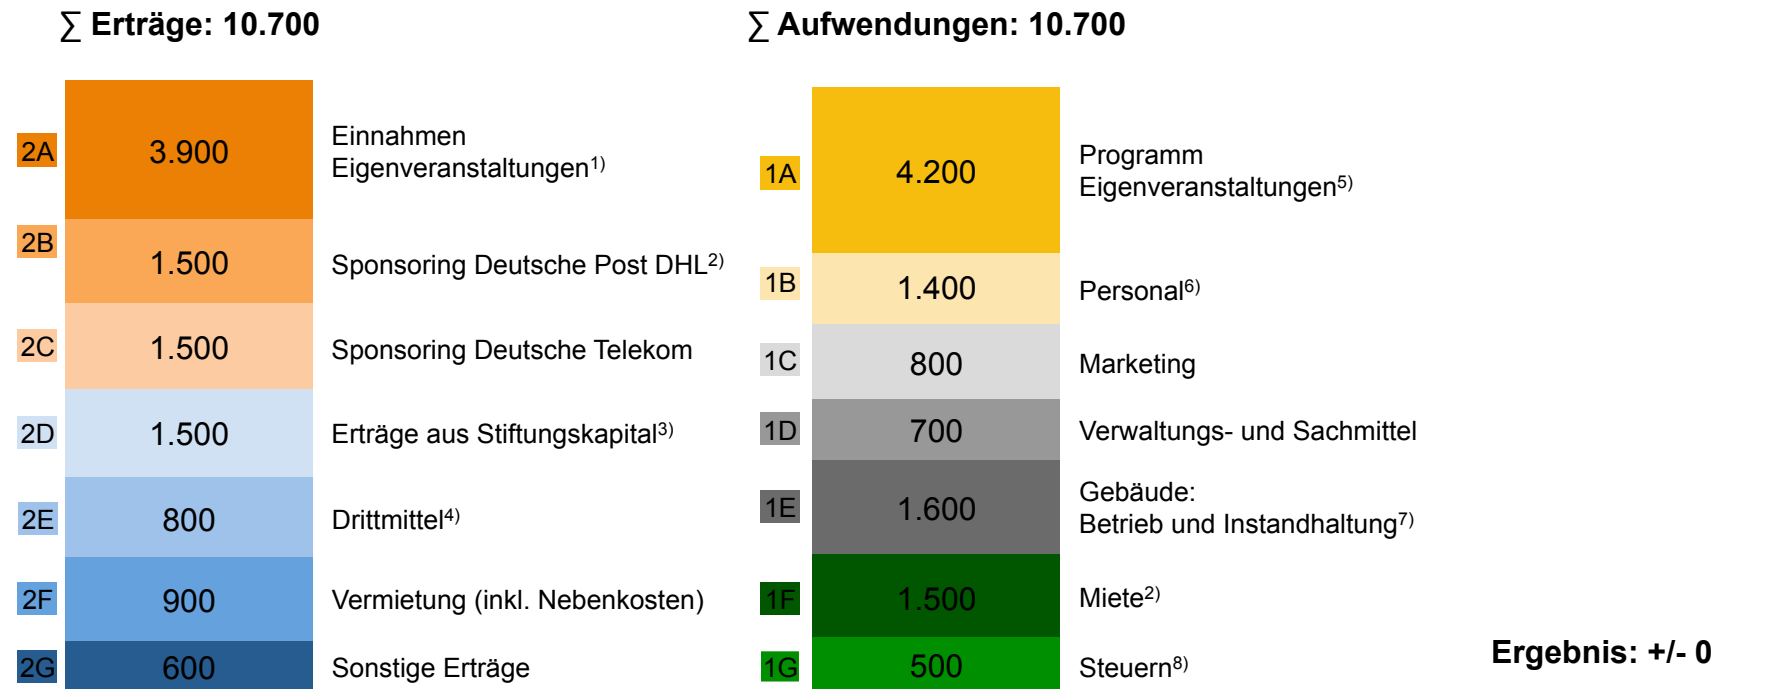 ∑ Erträge: 10.700
2A 3.900 Einnahmen
Eigenveranstaltungen1)
2B 1.500 Sponsoring Deutsche Post DHL2)
2C 1.500 Sponsoring Deutsche Telekom
2D 1.500 Erträge aus Stiftungskapital3)
2E 800 Drittmittel4)
2F 900 Vermietung (inkl. Nebenkosten)
2G 600 Sonstige Erträge
∑ Aufwendungen: 10.700
1A 4.200 Programm
Eigenveranstaltungen5)
1B 1.400 Personal6)
1C 800 Marketing
1D 700 Verwaltungs- und Sachmittel
1E 1.600 Gebäude:
Betrieb und Instandhaltung7)
1F 1.500 Miete2)
1G 500 Steuern8)
Ergebnis: +/- 0